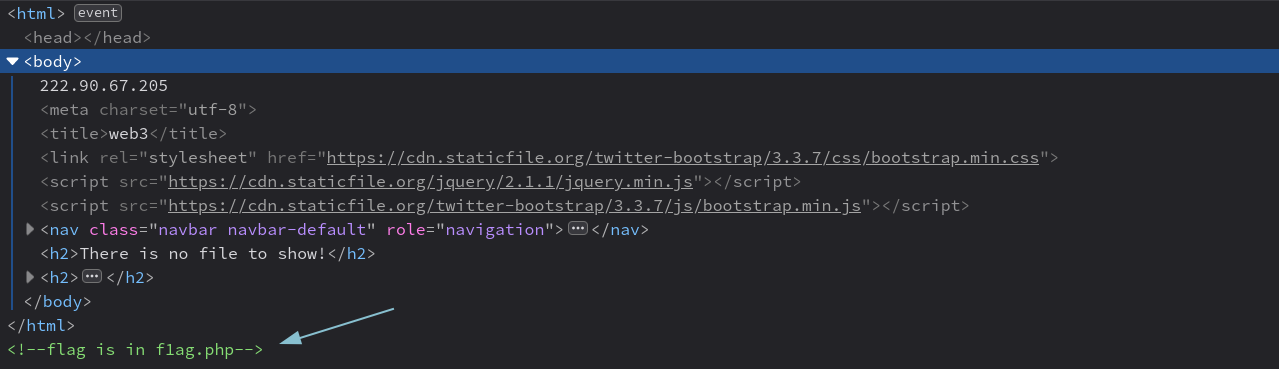 <html> event
<head></head>
<body>
222.90.67.205
<meta charset="utf-8">
<title>web3</title>
<link rel="stylesheet" href="https://cdn.staticfile.org/twitter-bootstrap/3.3.7/css/bootstrap.min.css">
<script src="https://cdn.staticfile.org/jquery/2.1.1/jquery.min.js"></script>
<script src="https://cdn.staticfile.org/twitter-bootstrap/3.3.7/js/bootstrap.min.js"></script>
<nav class="navbar navbar-default" role="navigation">…</nav>
<h2>There is no file to show!</h2>
<h2>…</h2>
</body>
</html>
<!--flag is in f1ag.php-->